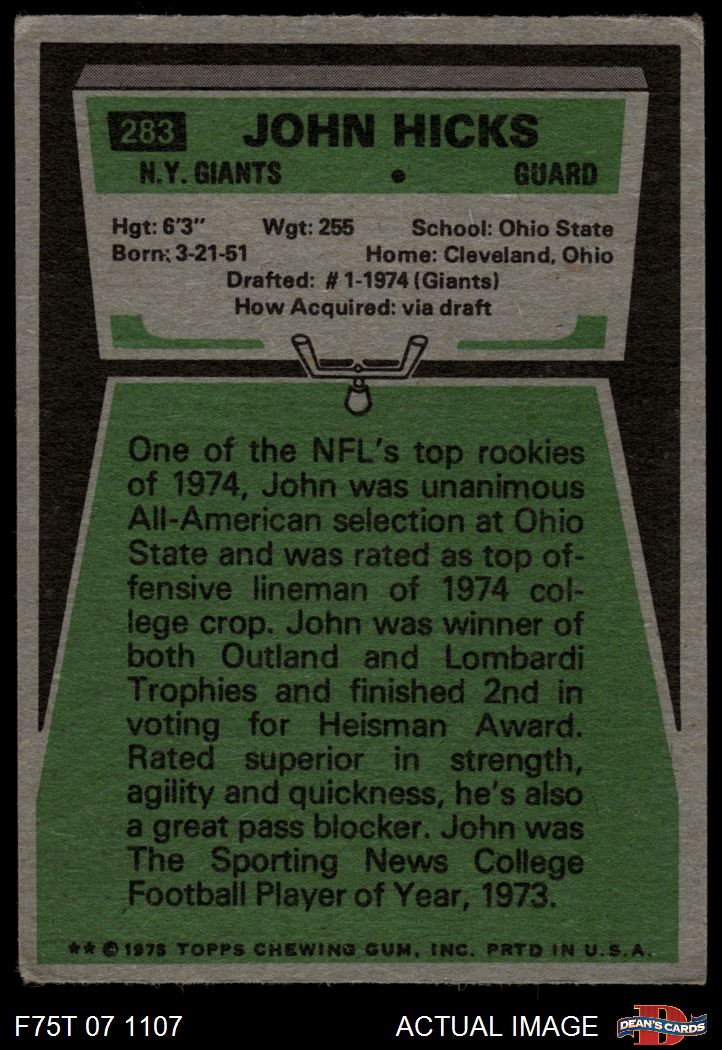 283 JOHN HICKS
N.Y. GIANTS • GUARD
Hgt: 6'3" Wgt: 255 School: Ohio State
Born: 3-21-51 Home: Cleveland, Ohio
Drafted: #1-1974 (Giants)
How Acquired: via draft
One of the NFL's top rookies
of 1974, John was unanimous
All-American selection at Ohio
State and was rated as top of-
fensive lineman of 1974 col-
lege crop. John was winner of
both Outland and Lombardi
Trophies and finished 2nd in
voting for Heisman Award.
Rated superior in strength,
agility and quickness, he's also
a great pass blocker. John was
The Sporting News College
Football Player of Year, 1973.
** © 1975 TOPPS CHEWING GUM, INC. PRTD IN U.S.A.
F75T 07 1107 ACTUAL IMAGE D DEAN'S CARDS